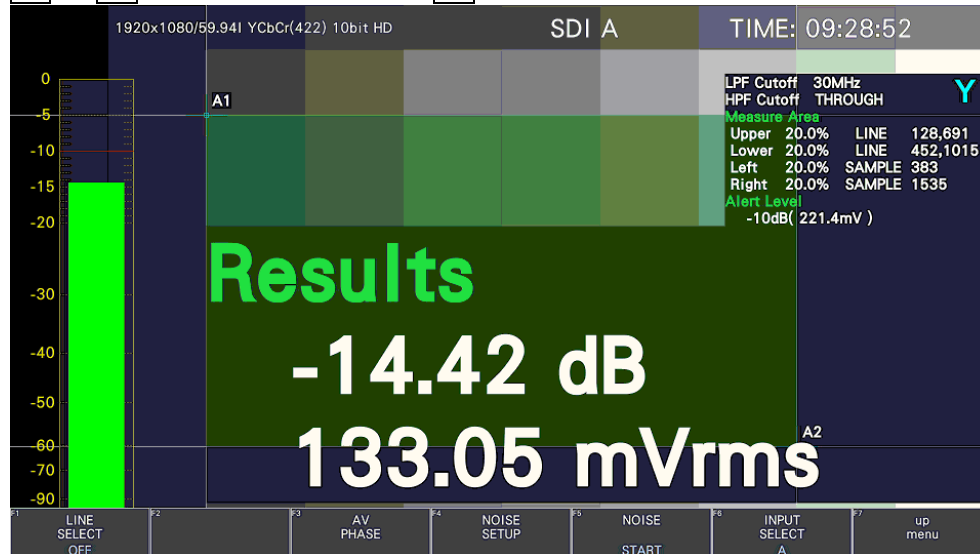 1920x1080/59.94I YCbCr(422) 10bit HD
SDI A
TIME: 09:28:52
LPF Cutoff 30MHz
Y
HPF Cutoff THROUGH
Measure Area
Upper 20.0% LINE 128,691
Lower 20.0% LINE 452,1015
Left 20.0% SAMPLE 383
Right 20.0% SAMPLE 1535
Alert Level
-10dB( 221.4mV )
A1
0
-5
-10
-15
-20
-30
-40
-50
-60
-70
-90
Results
-14.42 dB
133.05 mVrms
A2
F1 LINE SELECT OFF
F2
F3 AV PHASE
F4 NOISE SETUP
F5 NOISE START
F6 INPUT SELECT A
F7 up menu